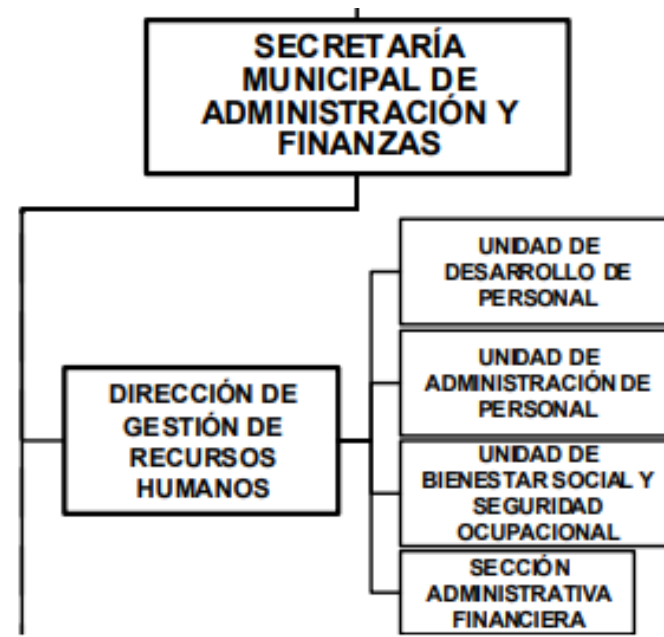 SECRETARÍA
MUNICIPAL DE
ADMINISTRACIÓN Y
FINANZAS
UNIDAD DE
DESARROLLO DE
PERSONAL
UNIDAD DE
ADMINISTRACIÓN DE
PERSONAL
DIRECCIÓN DE
GESTIÓN DE
RECURSOS
HUMANOS
UNIDAD DE
BIENESTAR SOCIAL Y
SEGURIDAD
OCUPACIONAL
SECCIÓN
ADMINISTRATIVA
FINANCIERA